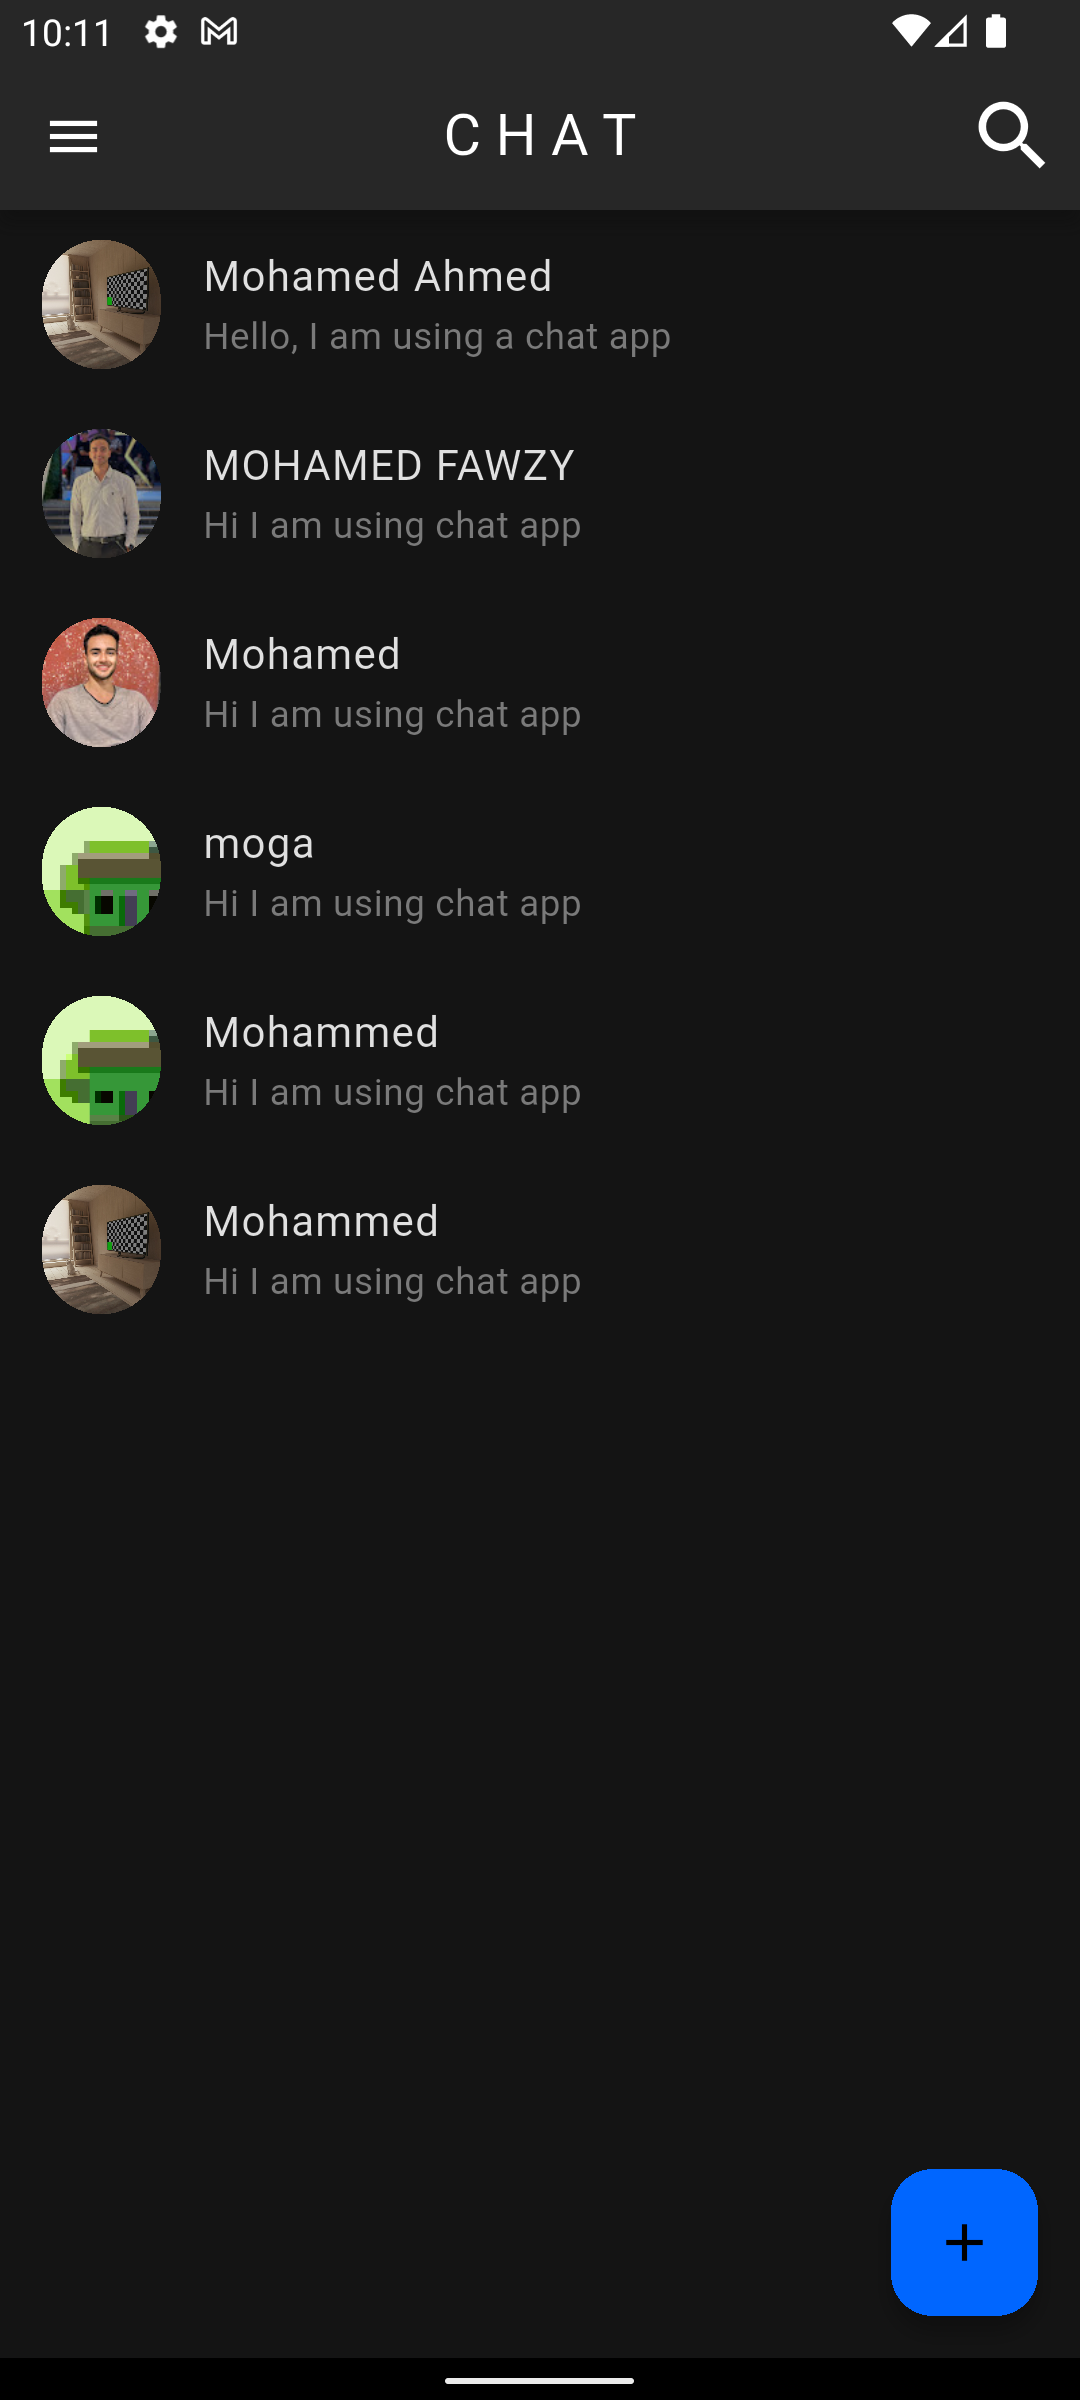 10:11
CHAT
Mohamed Ahmed
Hello, I am using a chat app
MOHAMED FAWZY
Hi I am using chat app
Mohamed
Hi I am using chat app
moga
Hi I am using chat app
Mohammed
Hi I am using chat app
Mohammed
Hi I am using chat app